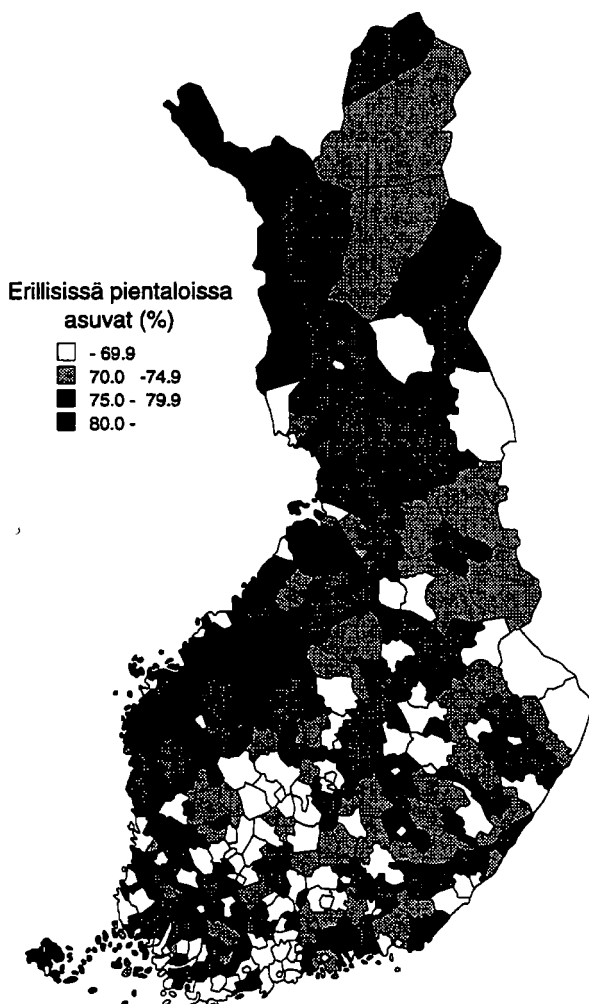 Erillisissä pientaloissa
asuvat (%)
- 69.9
70.0 -74.9
75.0 - 79.9
80.0 -